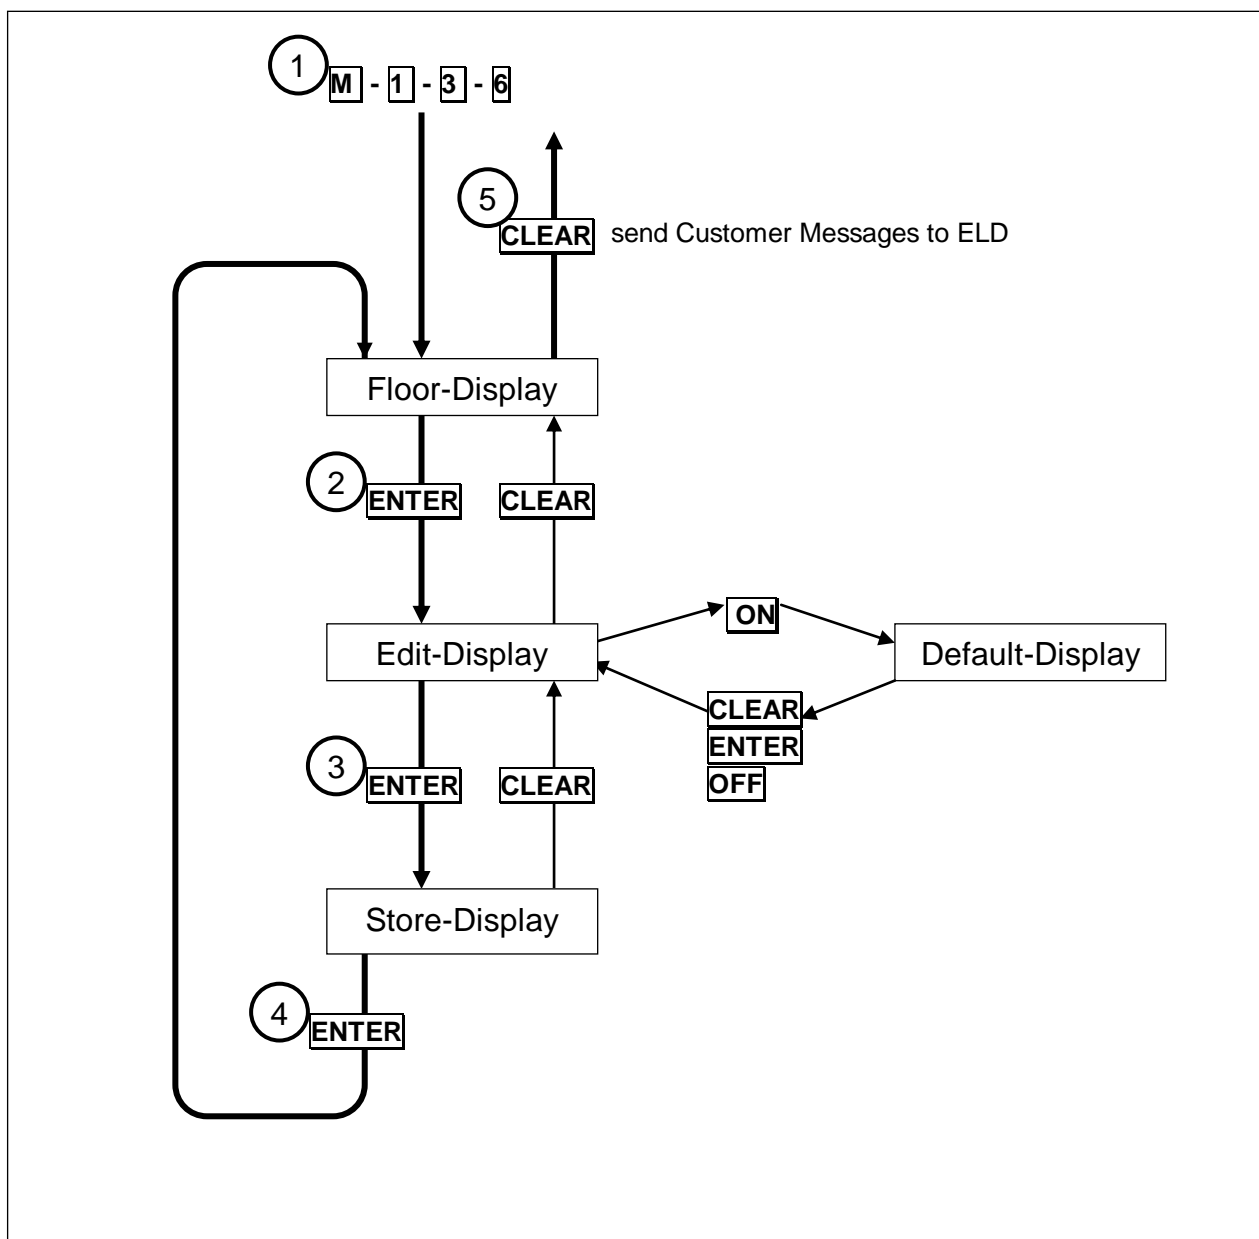 1
M - 1 - 3 - 6
5
CLEAR send Customer Messages to ELD
Floor-Display
2
ENTER CLEAR
ON
Edit-Display Default-Display
CLEAR
ENTER
OFF
3
ENTER CLEAR
Store-Display
4
ENTER